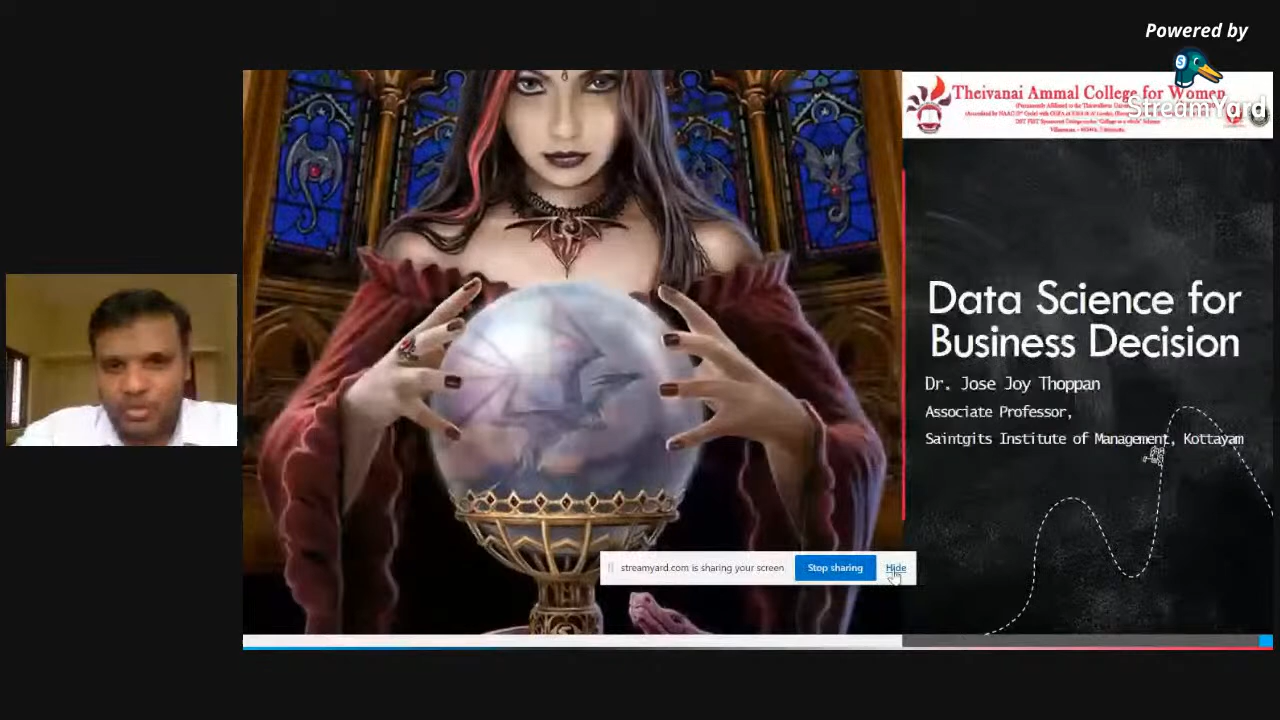 Powered by
StreamYard
Theivanai Ammal College for Women
Data Science for
Business Decision
Dr. Jose Joy Thoppan
Associate Professor,
Saintgits Institute of Management, Kottayam
streamyard.com is sharing your screen
Stop sharing
Hide